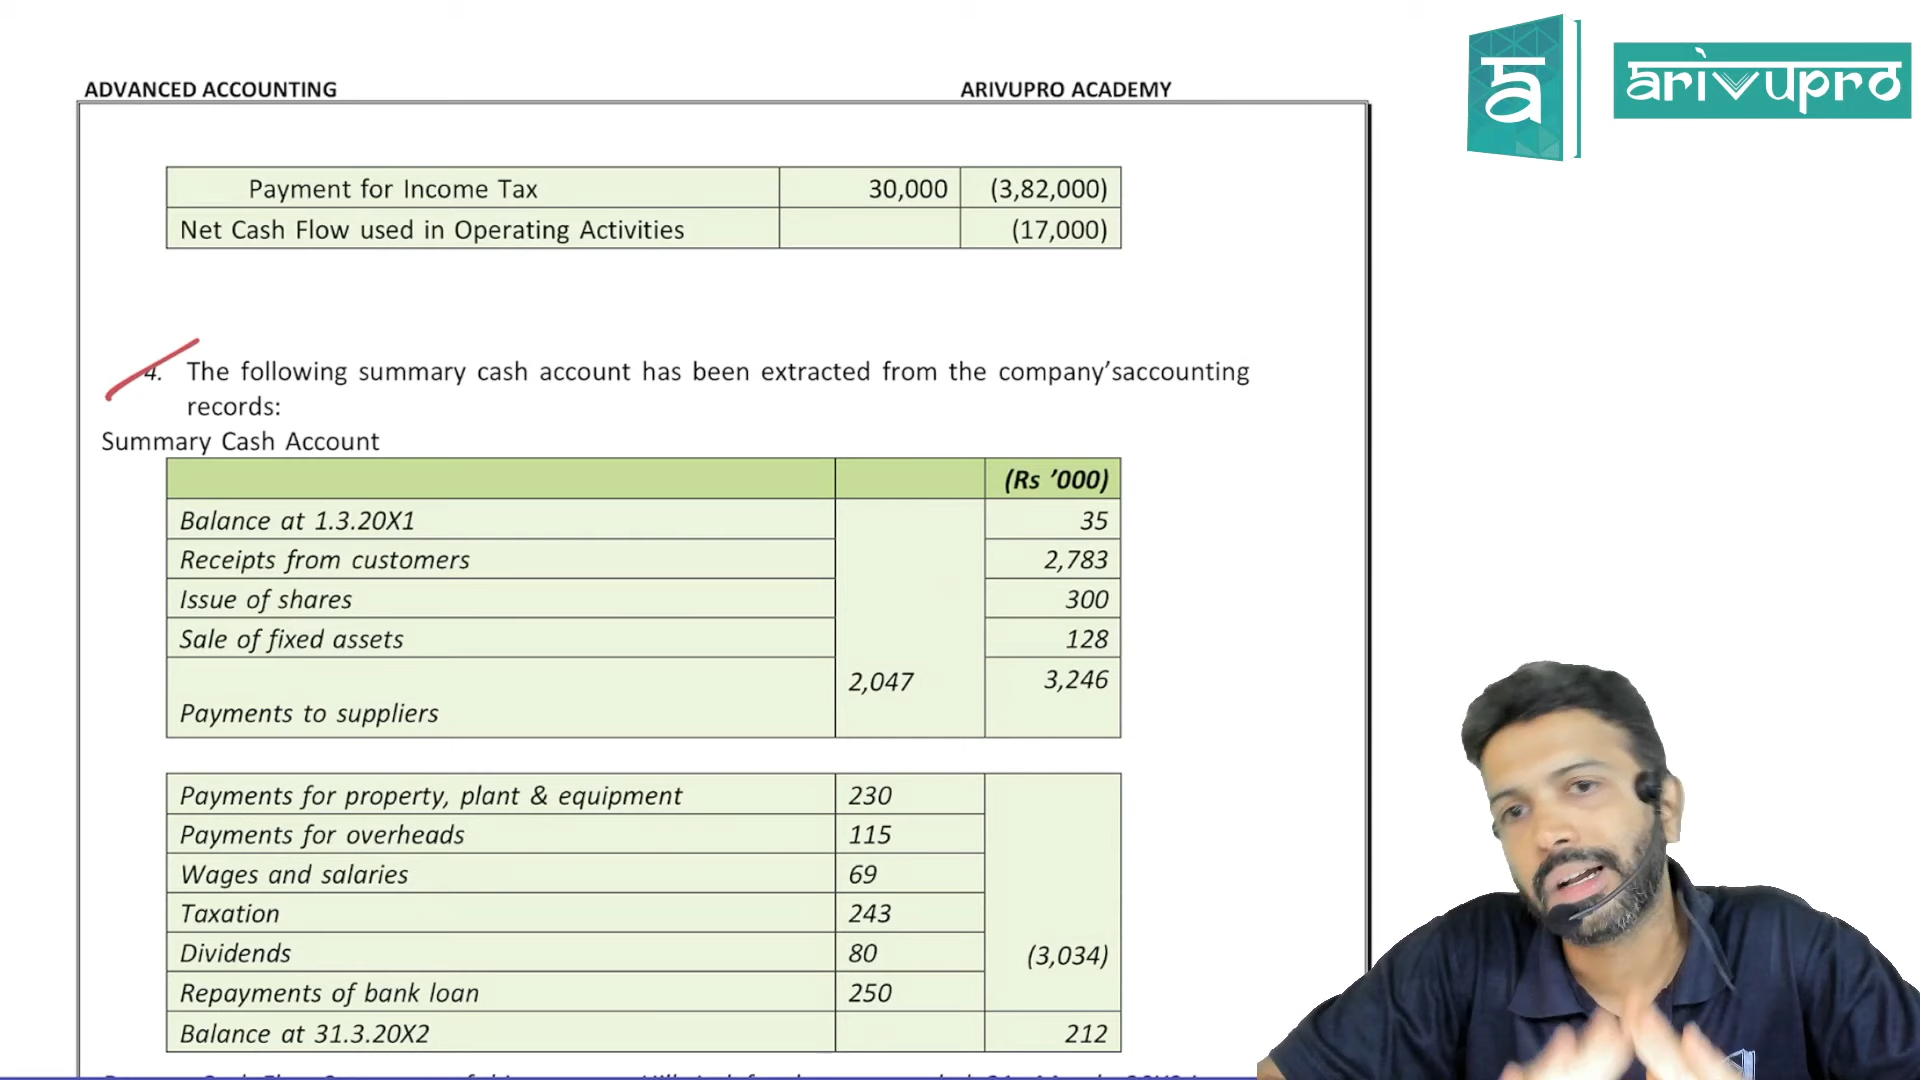 ADVANCED ACCOUNTING ARIVUPRO ACADEMY
arivupro
Payment for Income Tax 30,000 (3,82,000)
Net Cash Flow used in Operating Activities (17,000)
4. The following summary cash account has been extracted from the company'saccounting
records:
Summary Cash Account
(Rs '000)
Balance at 1.3.20X1 35
Receipts from customers 2,783
Issue of shares 300
Sale of fixed assets 128
2,047 3,246
Payments to suppliers
Payments for property, plant & equipment 230
Payments for overheads 115
Wages and salaries 69
Taxation 243
Dividends 80 (3,034)
Repayments of bank loan 250
Balance at 31.3.20X2 212